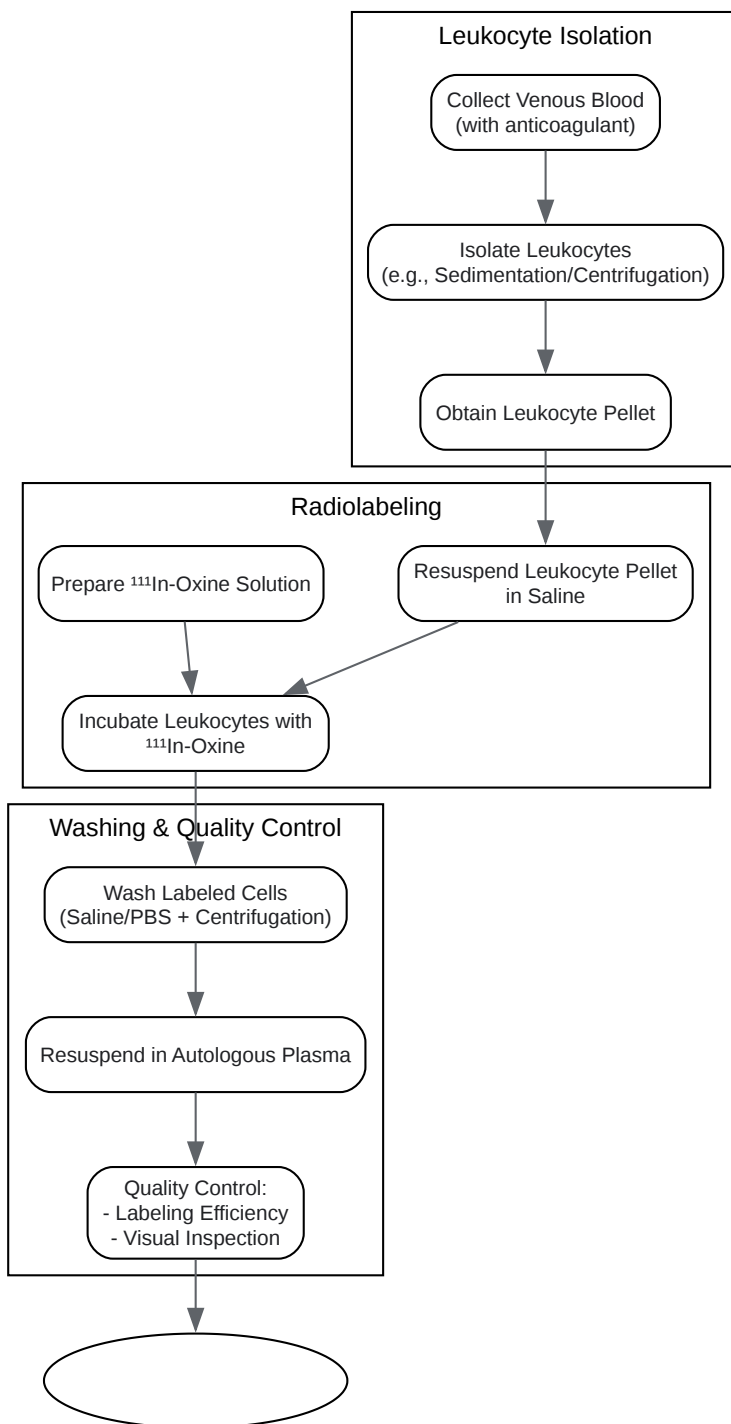 Leukocyte Isolation
Collect Venous Blood
(with anticoagulant)
Isolate Leukocytes
(e.g., Sedimentation/Centrifugation)
Obtain Leukocyte Pellet
Radiolabeling
Prepare ¹¹¹In-Oxine Solution
Resuspend Leukocyte Pellet
in Saline
Incubate Leukocytes with
¹¹¹In-Oxine
Washing & Quality Control
Wash Labeled Cells
(Saline/PBS + Centrifugation)
Resuspend in Autologous Plasma
Quality Control:
- Labeling Efficiency
- Visual Inspection